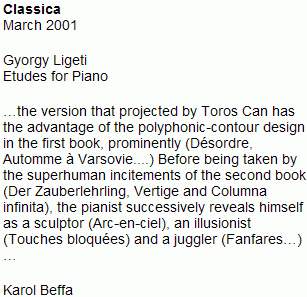 Classica
March 2001
Gyorgy Ligeti
Etudes for Piano
…the version that projected by Toros Can has
the advantage of the polyphonic-contour design
in the first book, prominently (Désordre,
Automme à Varsovie....) Before being taken by
the superhuman incitements of the second book
(Der Zauberlehrling, Vertige and Columna
infinita), the pianist successively reveals himself
as a sculptor (Arc-en-ciel), an illusionist
(Touches bloquées) and a juggler (Fanfares…)
…
Karol Beffa